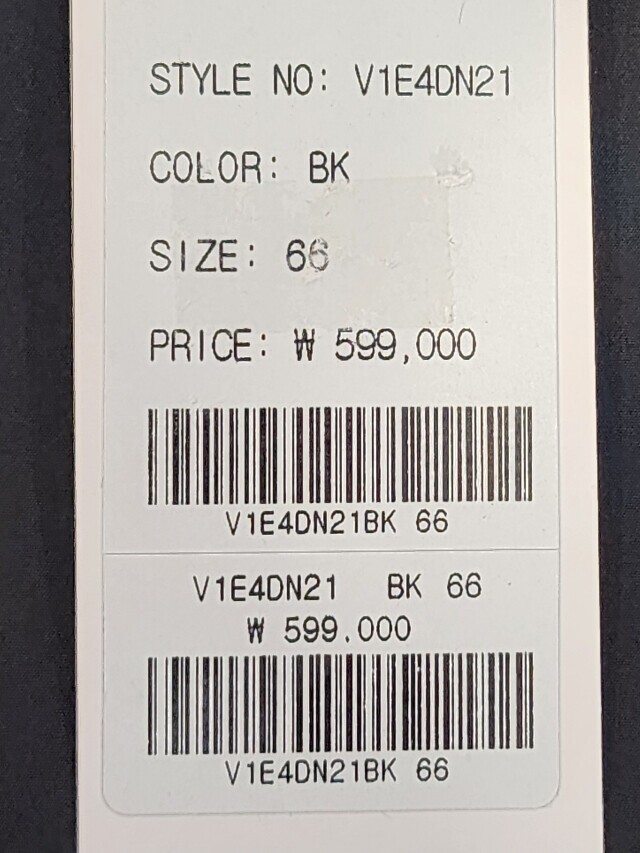 STYLE NO: V1E4DN21
COLOR: BK
SIZE: 66
PRICE: ₩ 599,000
V1E4DN21BK 66
V1E4DN21 BK 66
₩ 599.000
V1E4DN21BK 66